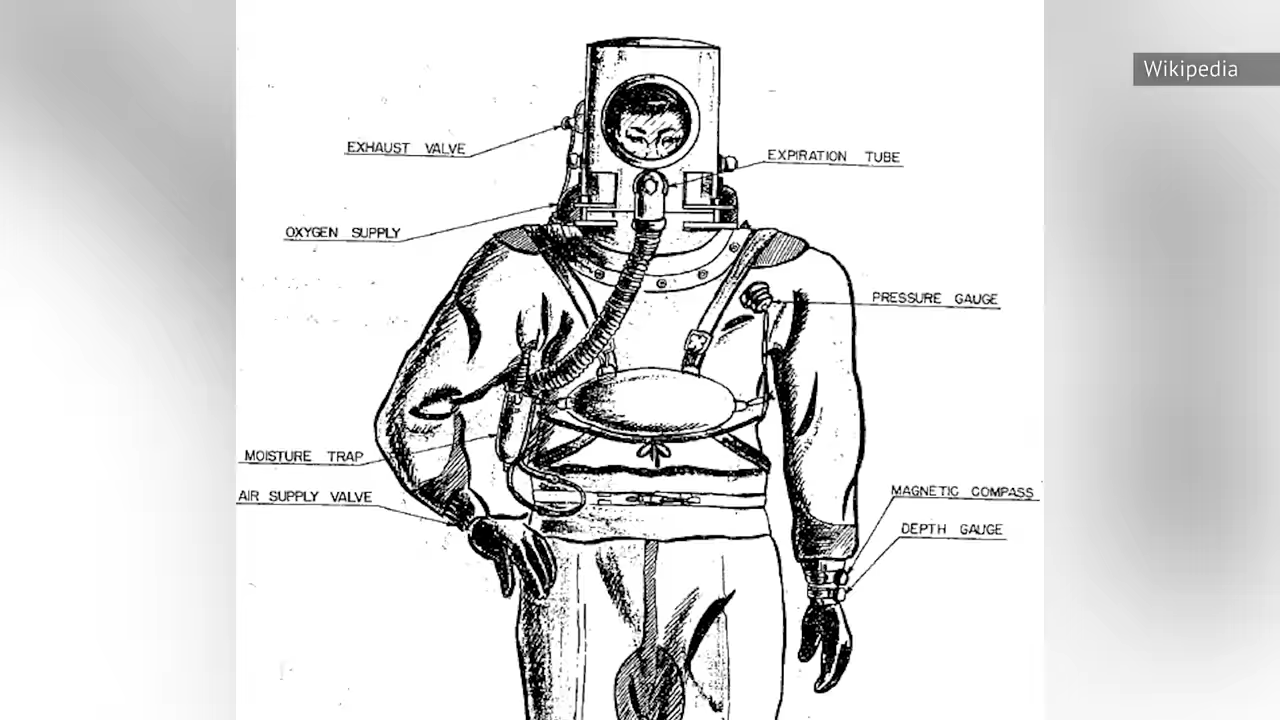 Wikipedia
EXHAUST VALVE
EXPIRATION TUBE
OXYGEN SUPPLY
PRESSURE GAUGE
MOISTURE TRAP
AIR SUPPLY VALVE
MAGNETIC COMPASS
DEPTH GAUGE